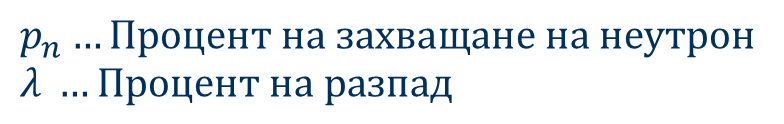 pₙ ... Процент на захващане на неутрон
λ ... Процент на разпад